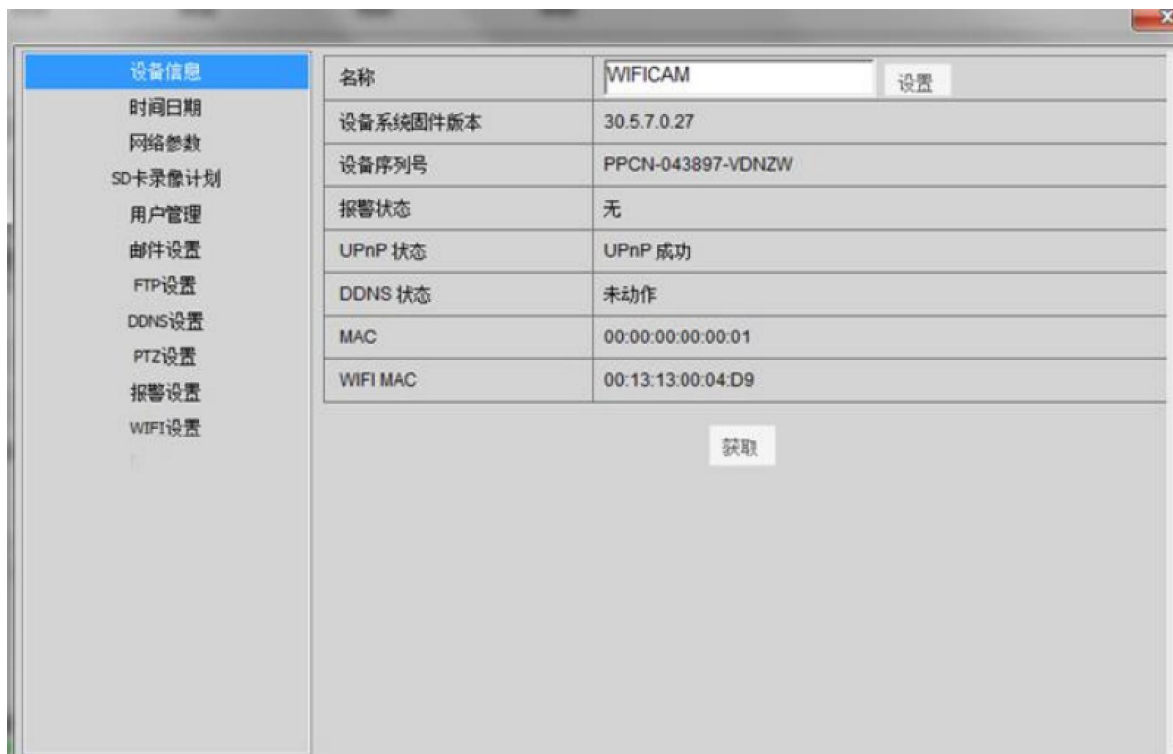 设备信息
时间日期
网络参数
SD卡录像计划
用户管理
邮件设置
FTP设置
DDNS设置
PTZ设置
报警设置
WIFI设置
名称 WIFICAM 设置
设备系统固件版本 30.5.7.0.27
设备序列号 PPCN-043897-VDNZW
报警状态 无
UPnP 状态 UPnP 成功
DDNS 状态 未动作
MAC 00:00:00:00:00:01
WIFI MAC 00:13:13:00:04:D9
获取